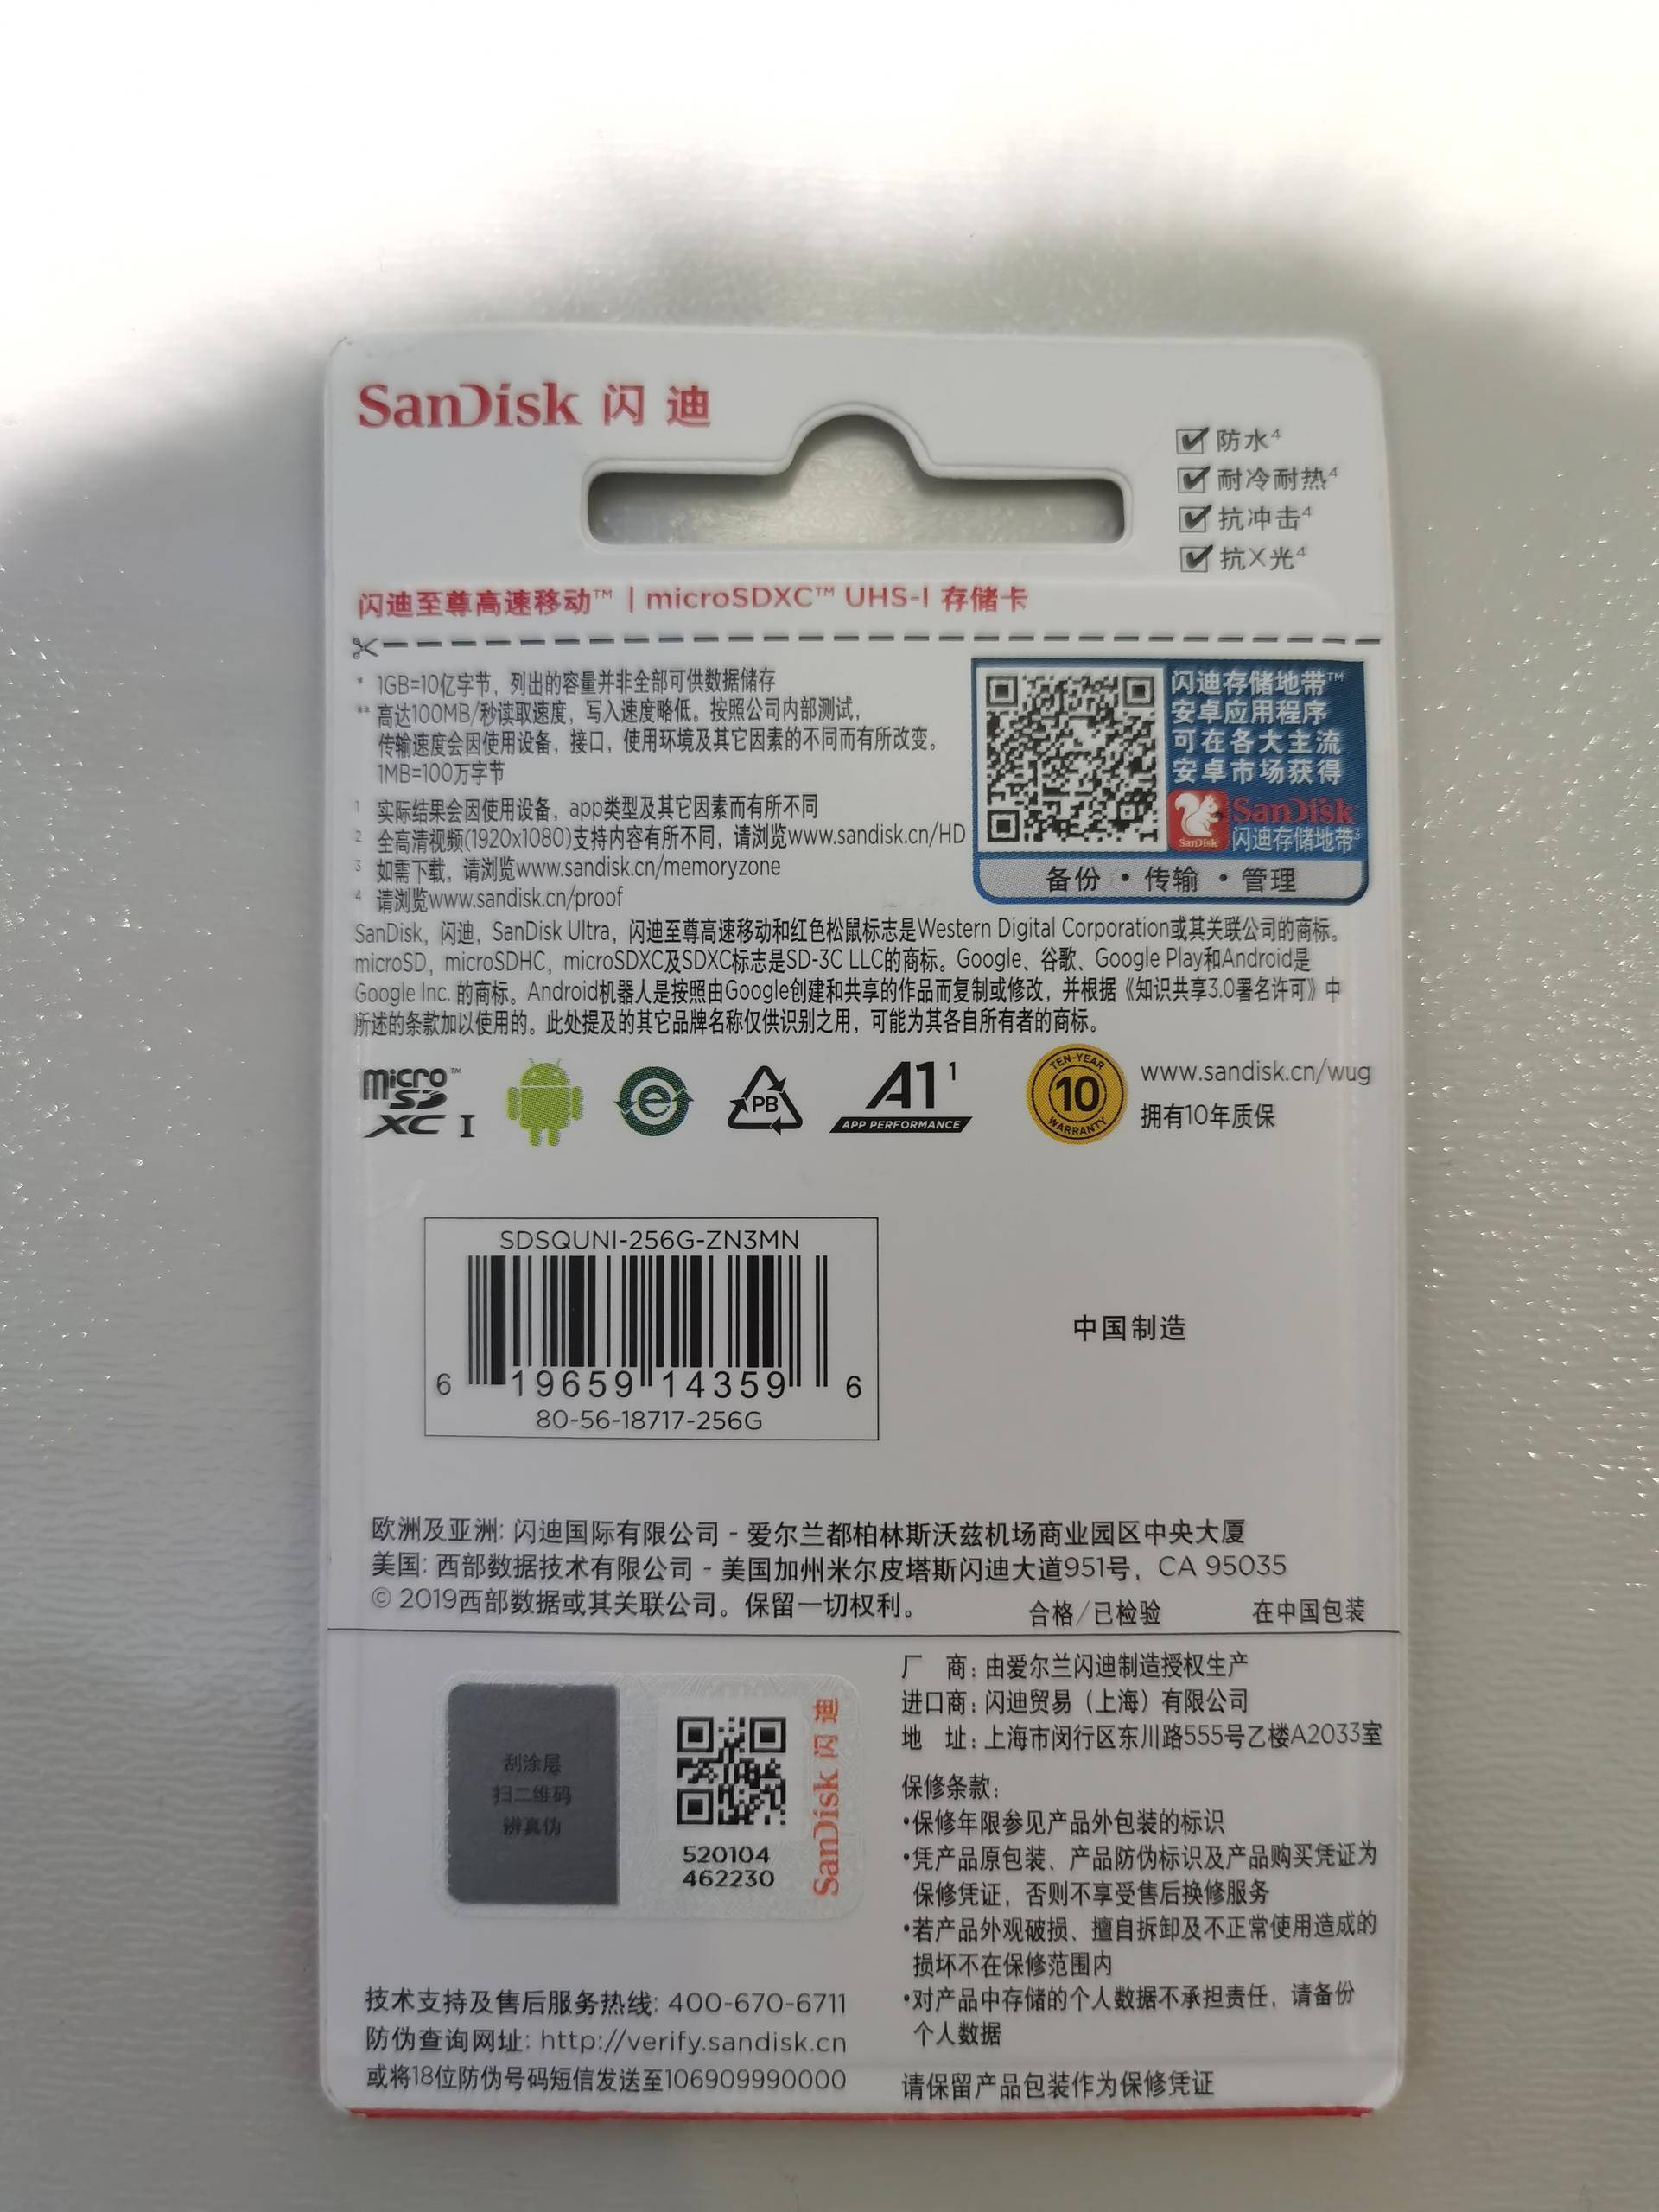 SanDisk 闪迪
防水⁴
耐冷耐热⁴
抗冲击⁴
抗X光⁴
闪迪至尊高速移动™ | microSDXC™ UHS-I 存储卡
* 1GB=10亿字节，列出的容量并非全部可供数据储存
** 高达100MB/秒读取速度，写入速度略低。按照公司内部测试，
传输速度会因使用设备，接口，使用环境及其它因素的不同而有所改变。
1MB=100万字节
1 实际结果会因使用设备，app类型及其它因素而有所不同
2 全高清视频(1920x1080)支持内容有所不同，请浏览www.sandisk.cn/HD
3 如需下载，请浏览www.sandisk.cn/memoryzone
4 请浏览www.sandisk.cn/proof
闪迪存储地带™
安卓应用程序
可在各大主流
安卓市场获得
SanDisk
SanDisk
闪迪存储地带³
备份 • 传输 • 管理
SanDisk，闪迪，SanDisk Ultra，闪迪至尊高速移动和红色松鼠标志是Western Digital Corporation或其关联公司的商标。
microSD，microSDHC，microSDXC及SDXC标志是SD-3C LLC的商标。Google、谷歌、Google Play和Android是
Google Inc. 的商标。Android机器人是按照由Google创建和共享的作品而复制或修改，并根据《知识共享3.0署名许可》中
所述的条款加以使用的。此处提及的其它品牌名称仅供识别之用，可能为其各自所有者的商标。
micro™
SD
XC I
e
PB
A1¹
APP PERFORMANCE
TEN-YEAR
10
WARRANTY
www.sandisk.cn/wug
拥有10年质保
SDSQUNI-256G-ZN3MN
6 19659 14359 6
80-56-18717-256G
中国制造
欧洲及亚洲: 闪迪国际有限公司 - 爱尔兰都柏林斯沃兹机场商业园区中央大厦
美国: 西部数据技术有限公司 - 美国加州米尔皮塔斯闪迪大道951号，CA 95035
© 2019西部数据或其关联公司。保留一切权利。
合格/已检验
在中国包装
刮涂层
扫二维码
辨真伪
520104
462230
SanDisk 闪迪
厂 商: 由爱尔兰闪迪制造授权生产
进口商: 闪迪贸易（上海）有限公司
地 址: 上海市闵行区东川路555号乙楼A2033室
保修条款:
•保修年限参见产品外包装的标识
•凭产品原包装、产品防伪标识及产品购买凭证为
保修凭证，否则不享受售后换修服务
•若产品外观破损、擅自拆卸及不正常使用造成的
损坏不在保修范围内
•对产品中存储的个人数据不承担责任，请备份
个人数据
请保留产品包装作为保修凭证
技术支持及售后服务热线: 400-670-6711
防伪查询网址: http://verify.sandisk.cn
或将18位防伪号码短信发送至106909990000